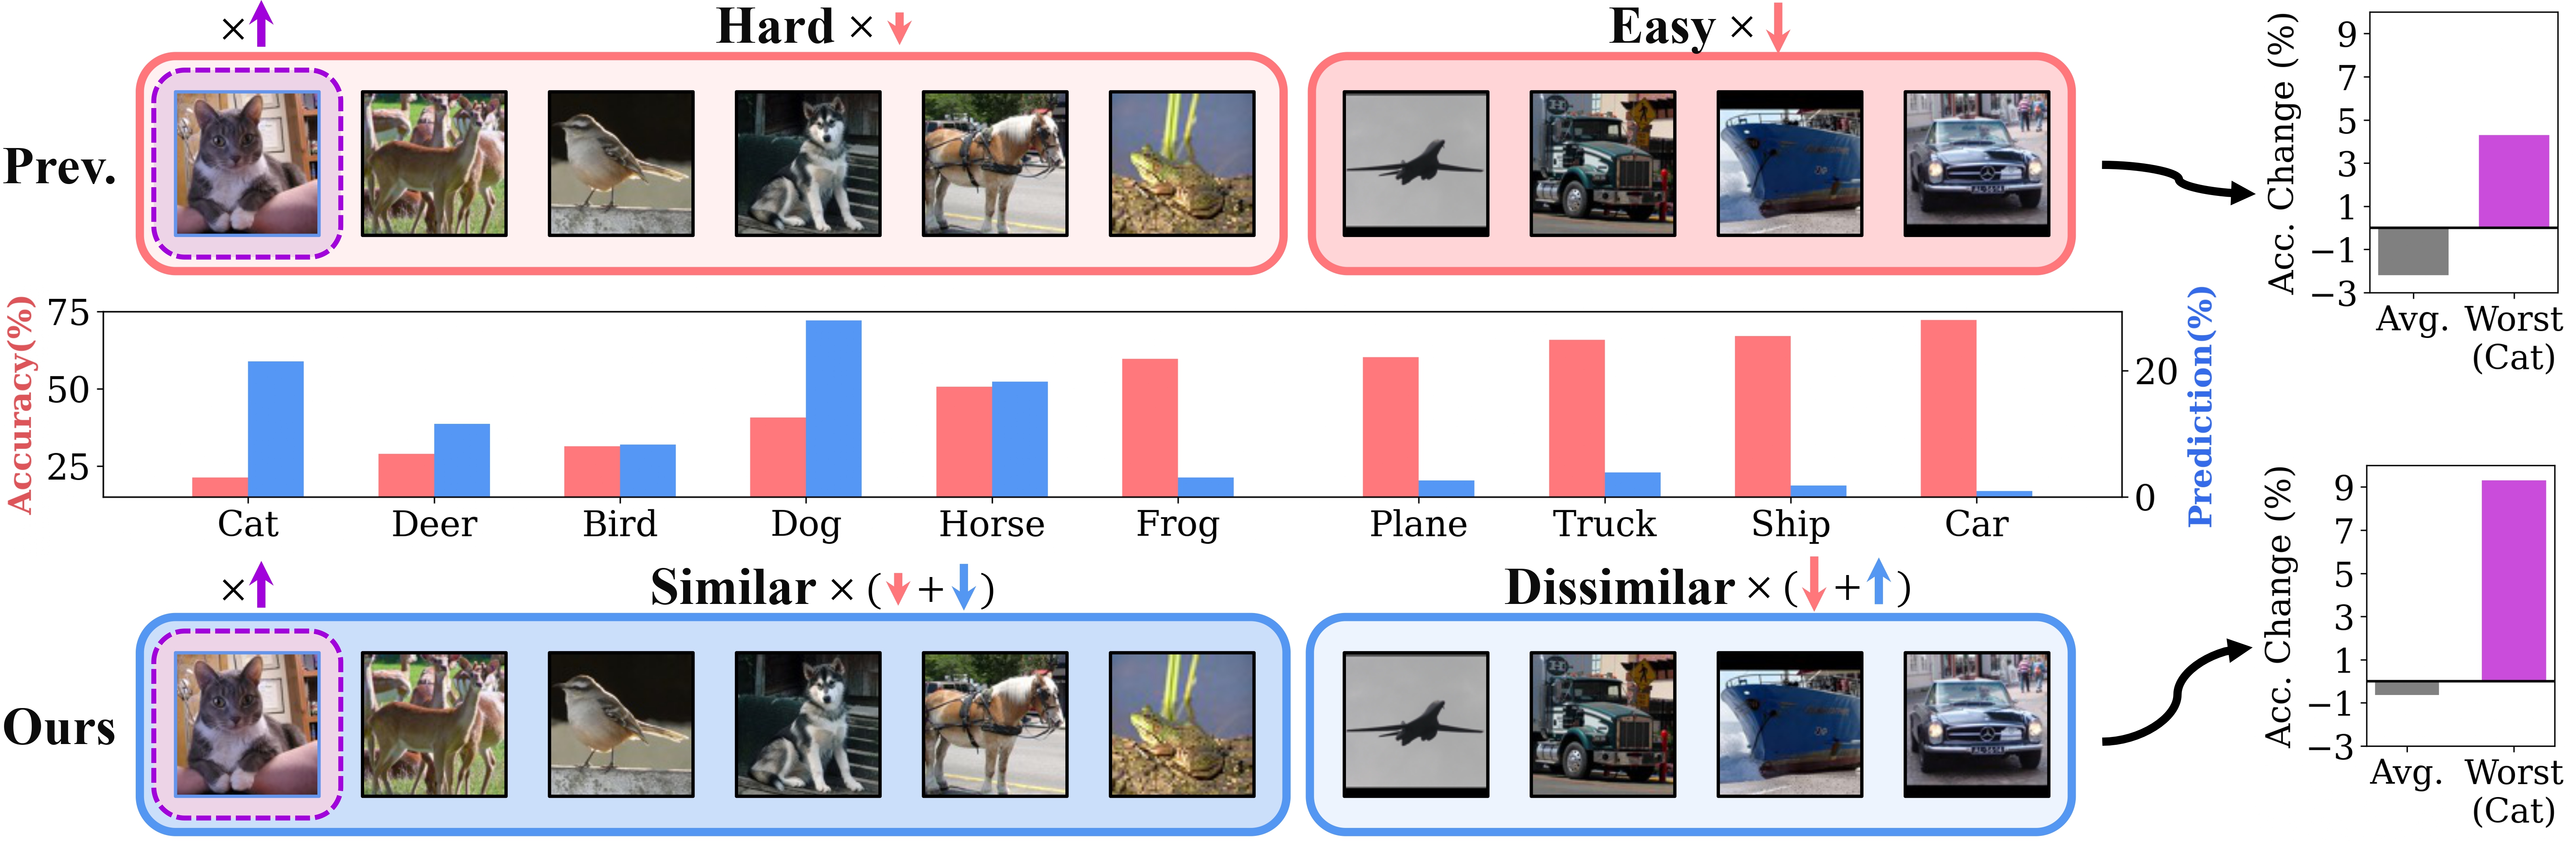 × Hard × Easy ×
Prev.
Acc. Change (%)
9
7
5
3
1
−1
−3
Avg. Worst
(Cat)
Accuracy(%)
75
50
25
Prediction(%)
20
0
Cat Deer Bird Dog Horse Frog Plane Truck Ship Car
× Similar × ( + ) Dissimilar × ( + )
Ours
Acc. Change (%)
9
7
5
3
1
−1
−3
Avg. Worst
(Cat)